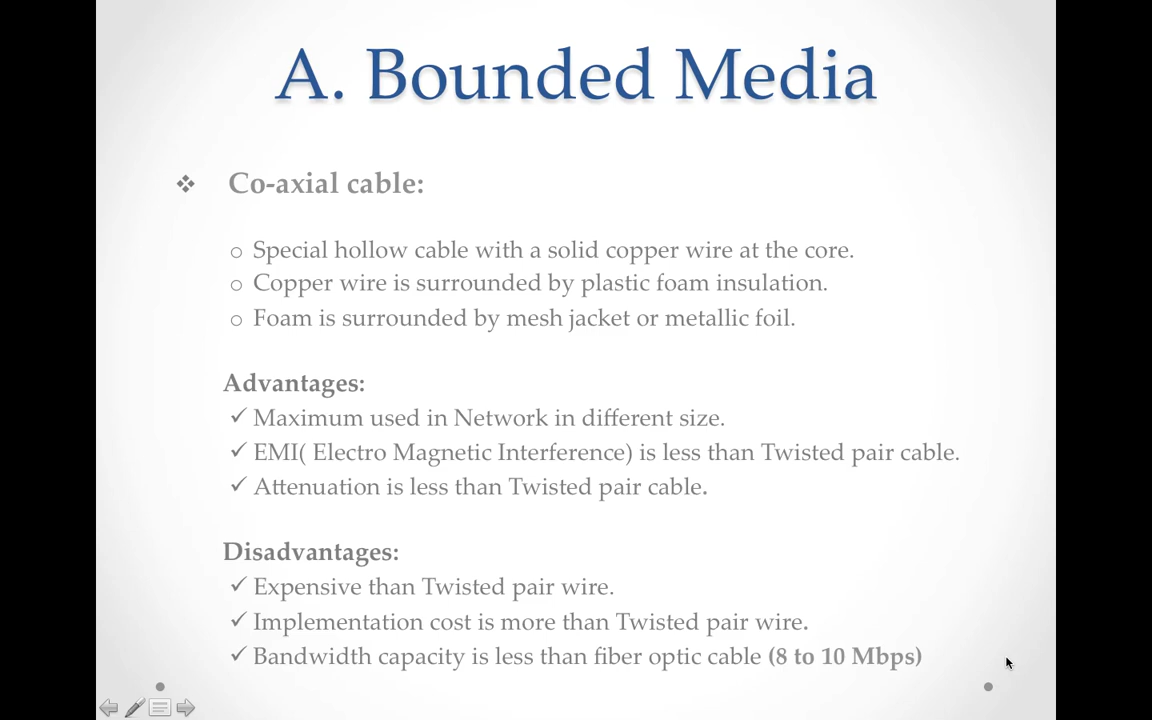 A. Bounded Media
❖ Co-axial cable:
o Special hollow cable with a solid copper wire at the core.
o Copper wire is surrounded by plastic foam insulation.
o Foam is surrounded by mesh jacket or metallic foil.
Advantages:
✓ Maximum used in Network in different size.
✓ EMI( Electro Magnetic Interference) is less than Twisted pair cable.
✓ Attenuation is less than Twisted pair cable.
Disadvantages:
✓ Expensive than Twisted pair wire.
✓ Implementation cost is more than Twisted pair wire.
✓ Bandwidth capacity is less than fiber optic cable (8 to 10 Mbps)